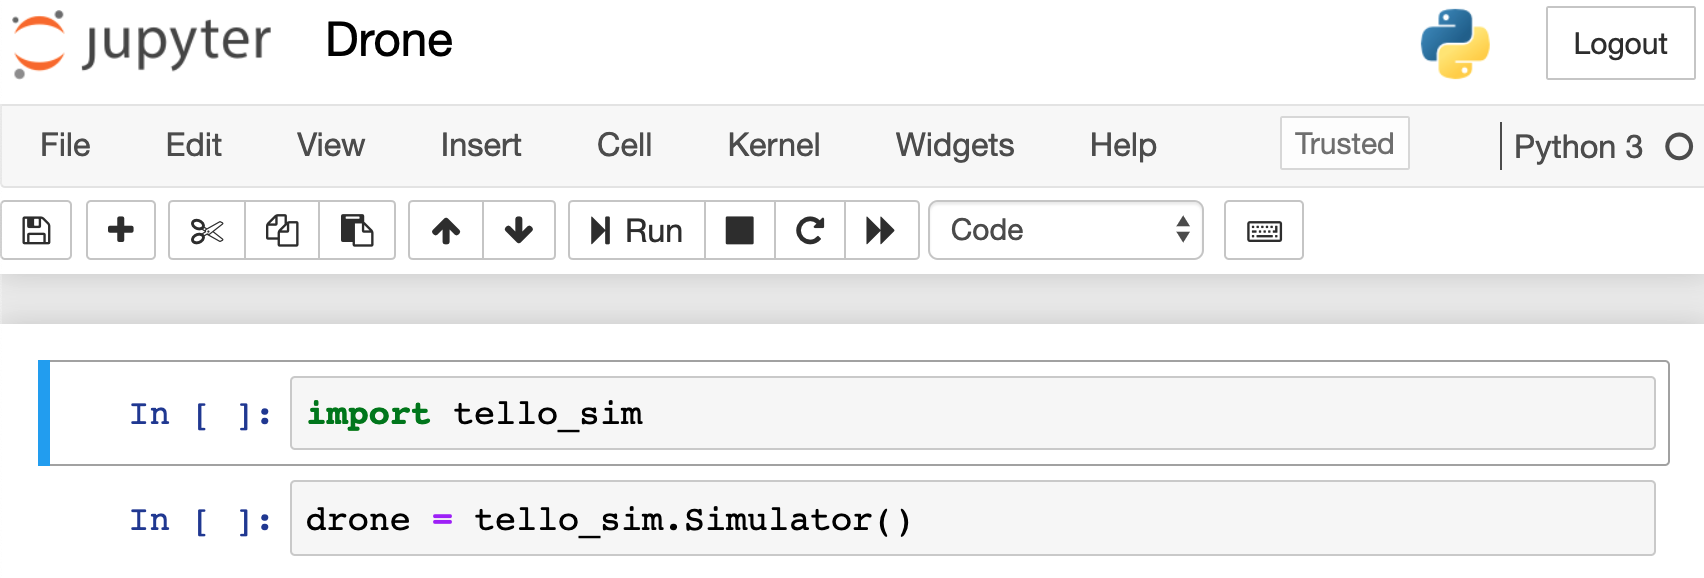 jupyter Drone Logout
File Edit View Insert Cell Kernel Widgets Help Trusted Python 3
Run Code
In [ ]: import tello_sim
In [ ]: drone = tello_sim.Simulator()